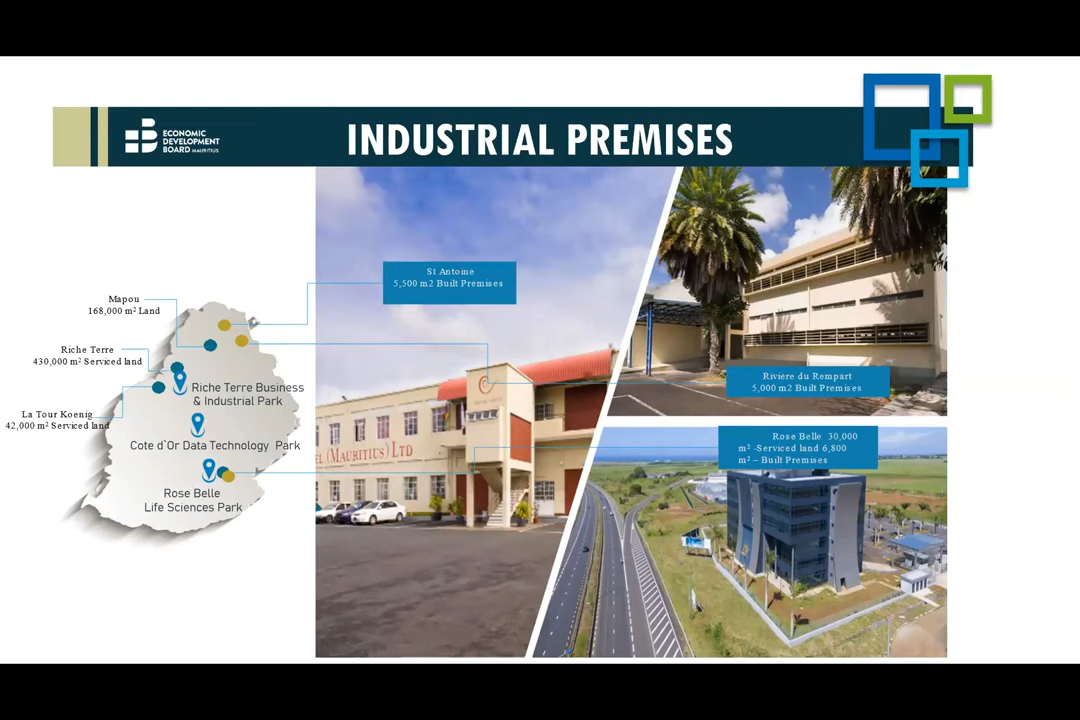 ECONOMIC
DEVELOPMENT
BOARD MAURITIUS
INDUSTRIAL PREMISES
St Antoine
5,500 m2 Built Premises
Mapou
168,000 m² Land
Riche Terre
430,000 m² Serviced land
Riche Terre Business
& Industrial Park
La Tour Koenig
42,000 m² Serviced land
Cote d`Or Data Technology Park
Rose Belle
Life Sciences Park
EL (MAURITIUS) LTD
Riviere du Rempart
5,000 m2 Built Premises
Rose Belle 30,000
m² -Serviced land 6,800
m² – Built Premises